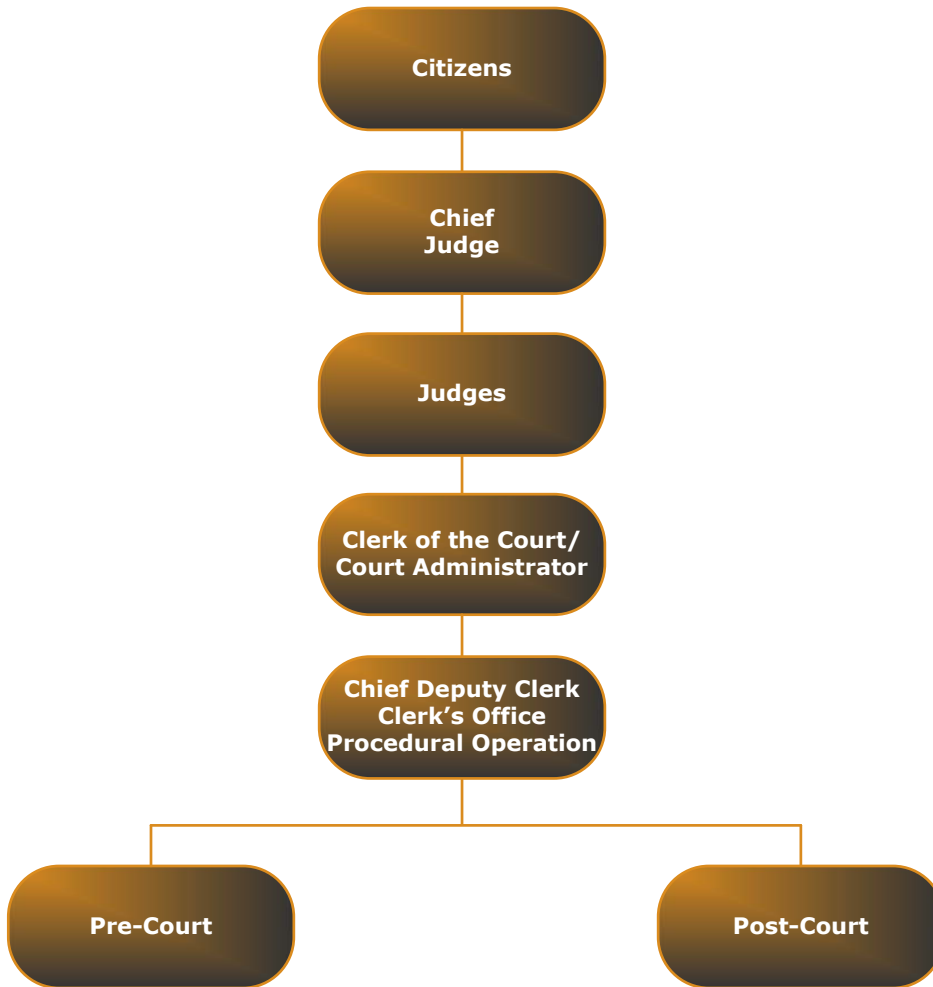 Citizens
Chief
Judge
Judges
Clerk of the Court/
Court Administrator
Chief Deputy Clerk
Clerk’s Office
Procedural Operation
Pre-Court
Post-Court